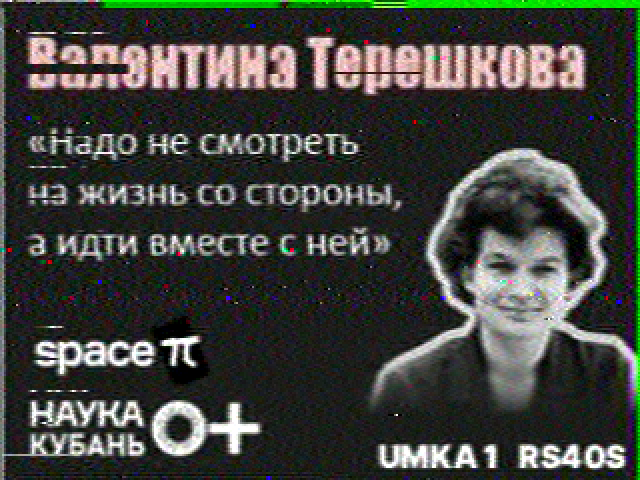 Валентина Терешкова
«Надо не смотреть
на жизнь со стороны,
а идти вместе с ней»
space π
НАУКА
КУБАНЬ 0+
UMKA1 RS40S